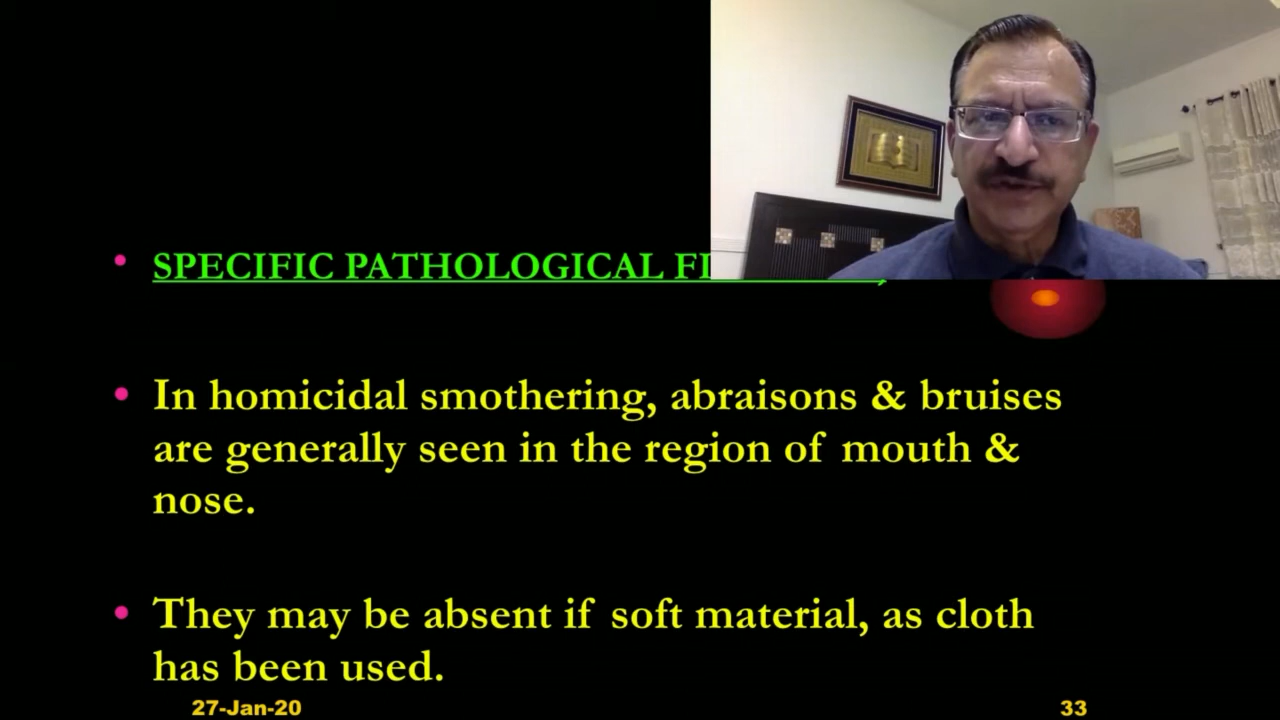 SPECIFIC PATHOLOGICAL
In homicidal smothering, abraisons & bruises
are generally seen in the region of mouth &
nose.
They may be absent if soft material, as cloth
has been used.
27-Jan-20
33